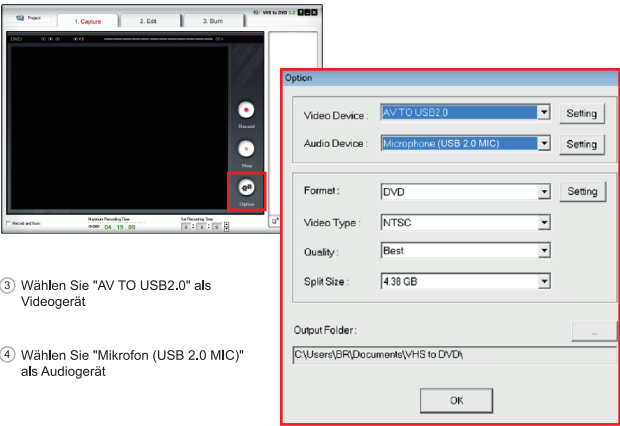 Project
1. Capture
2. Edit
3. Burn
VHS to DVD
DVD
Record
Stop
Option
Record and Burn
Maximum Recording Time
04 : 19 : 09
Set Recording Time
Option
Video Device :
AV TO USB2.0
Setting
Audio Device :
Microphone (USB 2.0 MIC)
Setting
Format :
DVD
Setting
Video Type :
NTSC
Quality :
Best
Split Size :
4.38 GB
Output Folder :
...
C:\Users\BR\Documents\VHS to DVD\
OK
3 Wählen Sie "AV TO USB2.0" als
Videogerät
4 Wählen Sie "Mikrofon (USB 2.0 MIC)"
als Audiogerät